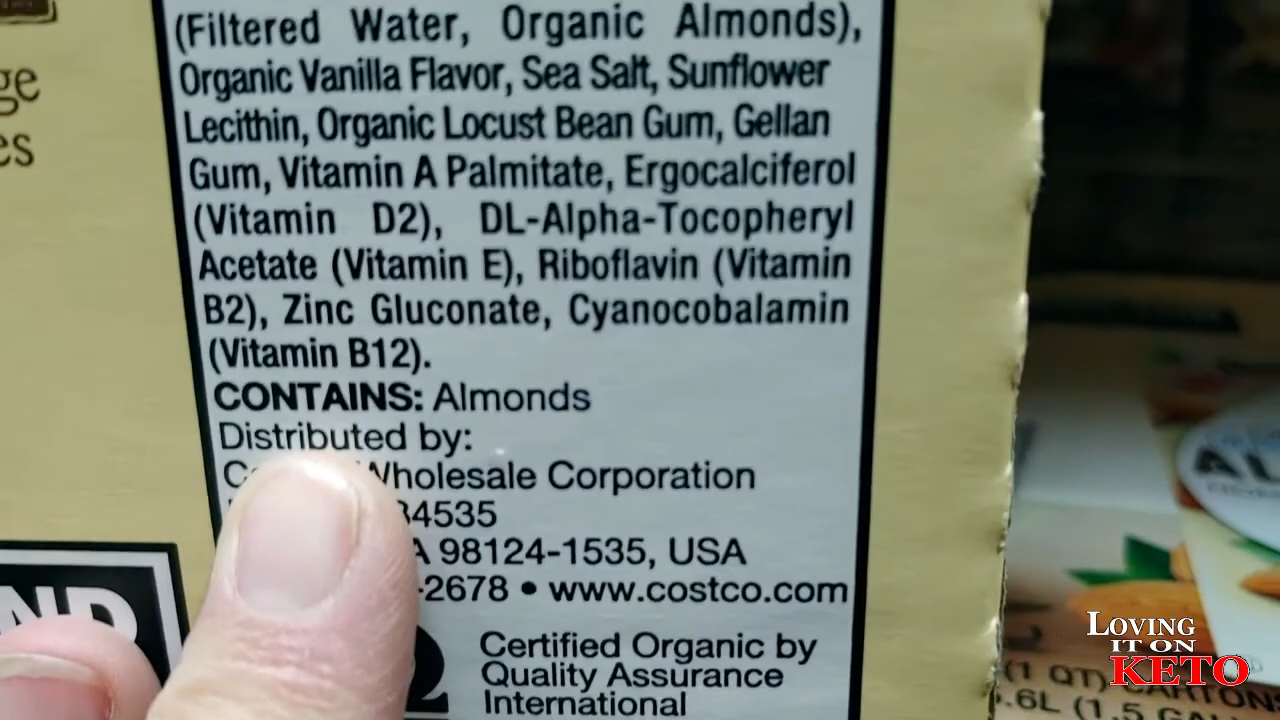 (Filtered Water, Organic Almonds),
Organic Vanilla Flavor, Sea Salt, Sunflower
Lecithin, Organic Locust Bean Gum, Gellan
Gum, Vitamin A Palmitate, Ergocalciferol
(Vitamin D2), DL-Alpha-Tocopheryl
Acetate (Vitamin E), Riboflavin (Vitamin
B2), Zinc Gluconate, Cyanocobalamin
(Vitamin B12).
CONTAINS: Almonds
Distributed by:
Wholesale Corporation
34535
98124-1535, USA
-2678 • www.costco.com
Certified Organic by
Quality Assurance
International
LOVING
IT ON
KETO
(1 QT) CARTONS